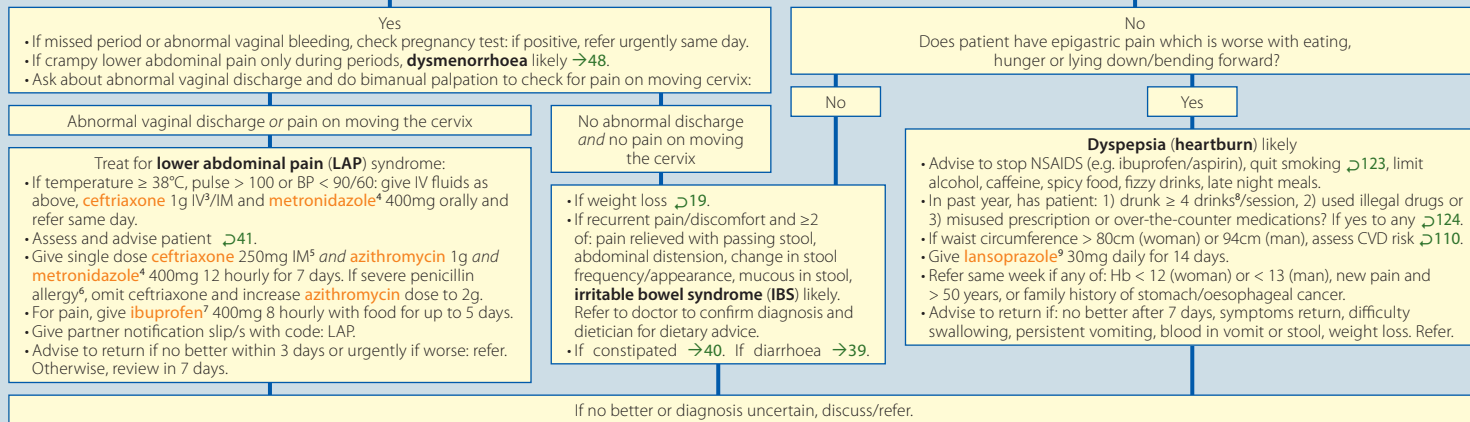 Yes
• If missed period or abnormal vaginal bleeding, check pregnancy test: if positive, refer urgently same day.
• If crampy lower abdominal pain only during periods, dysmenorrhoea likely →48.
• Ask about abnormal vaginal discharge and do bimanual palpation to check for pain on moving cervix:
No
Does patient have epigastric pain which is worse with eating,
hunger or lying down/bending forward?
Abnormal vaginal discharge or pain on moving the cervix
No abnormal discharge
and no pain on moving
the cervix
No
Yes
Treat for lower abdominal pain (LAP) syndrome:
• If temperature ≥ 38°C, pulse > 100 or BP < 90/60: give IV fluids as
above, ceftriaxone 1g IV³/IM and metronidazole⁴ 400mg orally and
refer same day.
• Assess and advise patient ⮌41.
• Give single dose ceftriaxone 250mg IM⁵ and azithromycin 1g and
metronidazole⁴ 400mg 12 hourly for 7 days. If severe penicillin
allergy⁶, omit ceftriaxone and increase azithromycin dose to 2g.
• For pain, give ibuprofen⁷ 400mg 8 hourly with food for up to 5 days.
• Give partner notification slip/s with code: LAP.
• Advise to return if no better within 3 days or urgently if worse: refer.
Otherwise, review in 7 days.
• If weight loss ⮌19.
• If recurrent pain/discomfort and ≥2
of: pain relieved with passing stool,
abdominal distension, change in stool
frequency/appearance, mucous in stool,
irritable bowel syndrome (IBS) likely.
Refer to doctor to confirm diagnosis and
dietician for dietary advice.
• If constipated →40. If diarrhoea →39.
Dyspepsia (heartburn) likely
• Advise to stop NSAIDS (e.g. ibuprofen/aspirin), quit smoking ⮌123, limit
alcohol, caffeine, spicy food, fizzy drinks, late night meals.
• In past year, has patient: 1) drunk ≥ 4 drinks⁸/session, 2) used illegal drugs or
3) misused prescription or over-the-counter medications? If yes to any ⮌124.
• If waist circumference > 80cm (woman) or 94cm (man), assess CVD risk ⮌110.
• Give lansoprazole⁹ 30mg daily for 14 days.
• Refer same week if any of: Hb < 12 (woman) or < 13 (man), new pain and
> 50 years, or family history of stomach/oesophageal cancer.
• Advise to return if: no better after 7 days, symptoms return, difficulty
swallowing, persistent vomiting, blood in vomit or stool, weight loss. Refer.
If no better or diagnosis uncertain, discuss/refer.